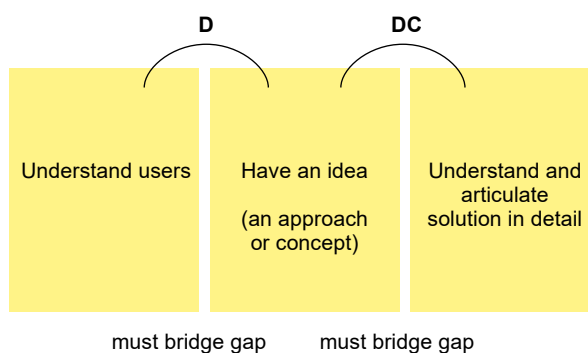 D
DC
Understand users
Have an idea
(an approach
or concept)
Understand and
articulate
solution in detail
must bridge gap
must bridge gap